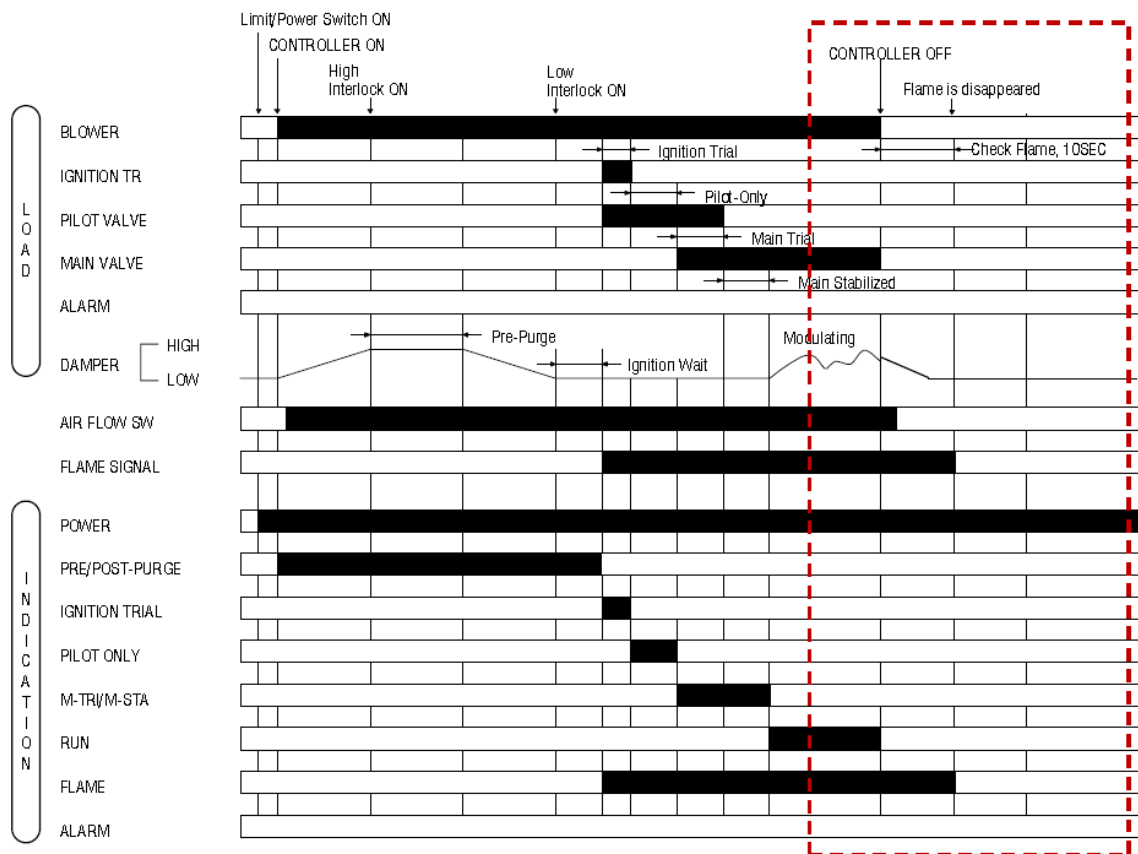 Limit/Power Switch ON
CONTROLLER ON
CONTROLLER OFF
High
Interlock ON
Low
Interlock ON
Flame is disappeared
LOAD
BLOWER
Ignition Trial
Check Flame, 10SEC
IGNITION TR
Pilot-Only
PILOT VALVE
Main Trial
MAIN VALVE
Main Stabilized
ALARM
Pre-Purge
Modulating
HIGH
DAMPER
Ignition Wait
LOW
AIR FLOW SW
FLAME SIGNAL
INDICATION
POWER
PRE/POST-PURGE
IGNITION TRIAL
PILOT ONLY
M-TRI/M-STA
RUN
FLAME
ALARM